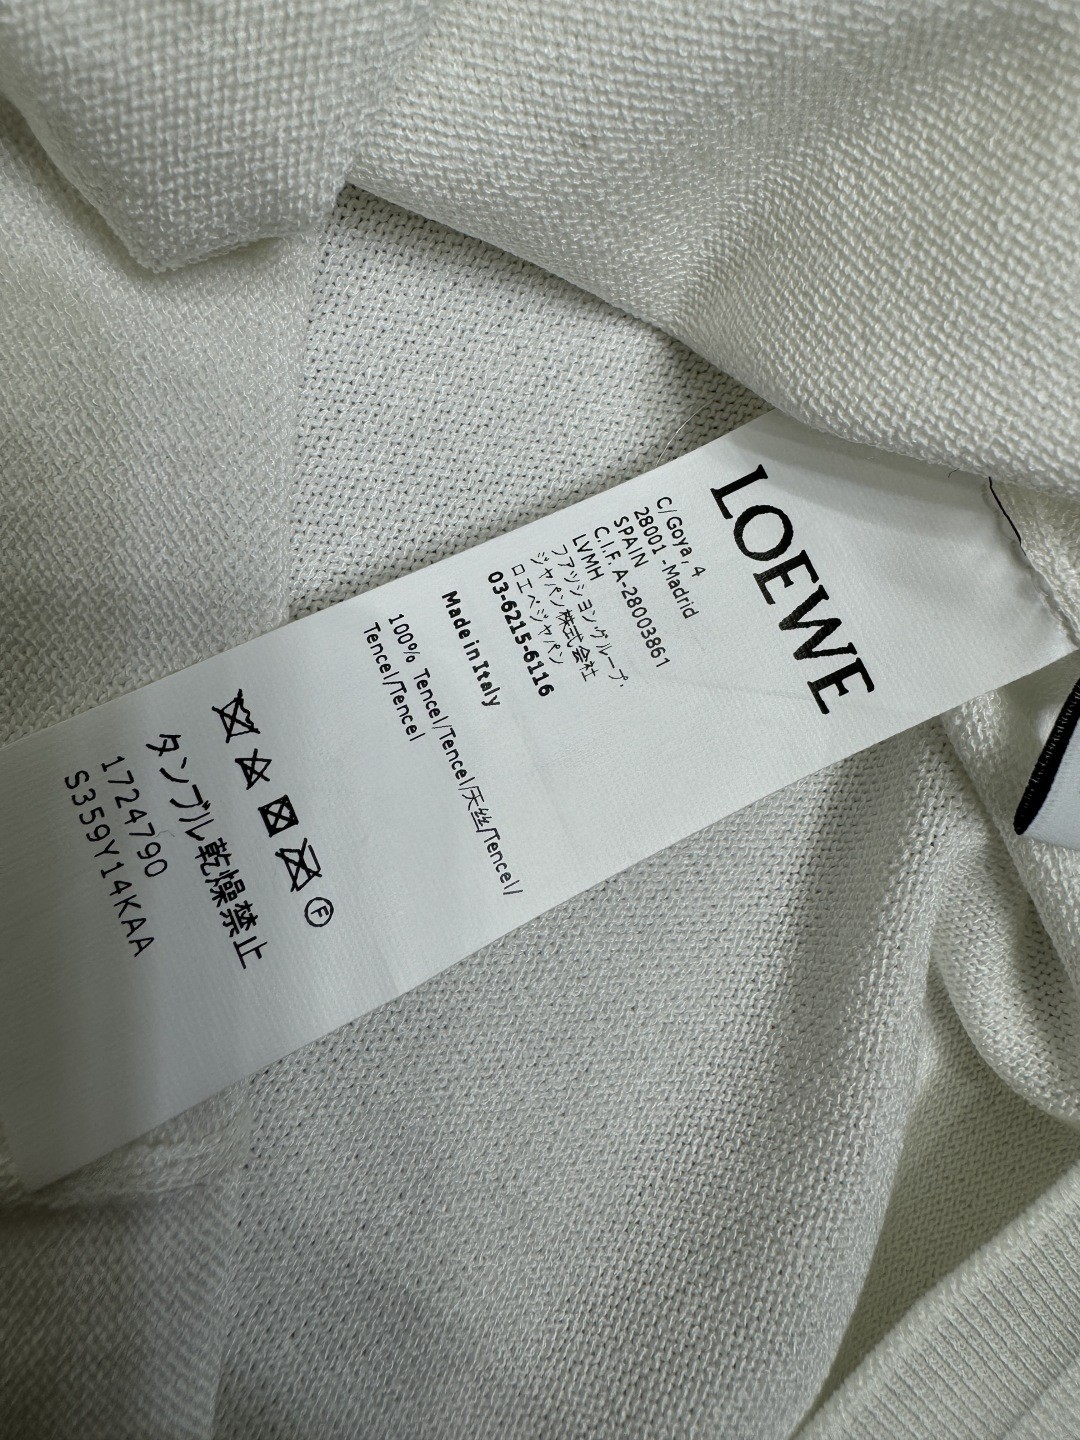 LOEWE
C/Goya, 4
28001 -Madrid
SPAIN
C.I.F. A-28003861
LVMH
ファッショングループ・
ジャパン株式会社
ロエベジャパン
03-6215-6116
Made in Italy
100% Tencel/Tencel/天丝/Tencel/
Tencel/Tencel
F
タンブル乾燥禁止
1724790
S359Y14KAA